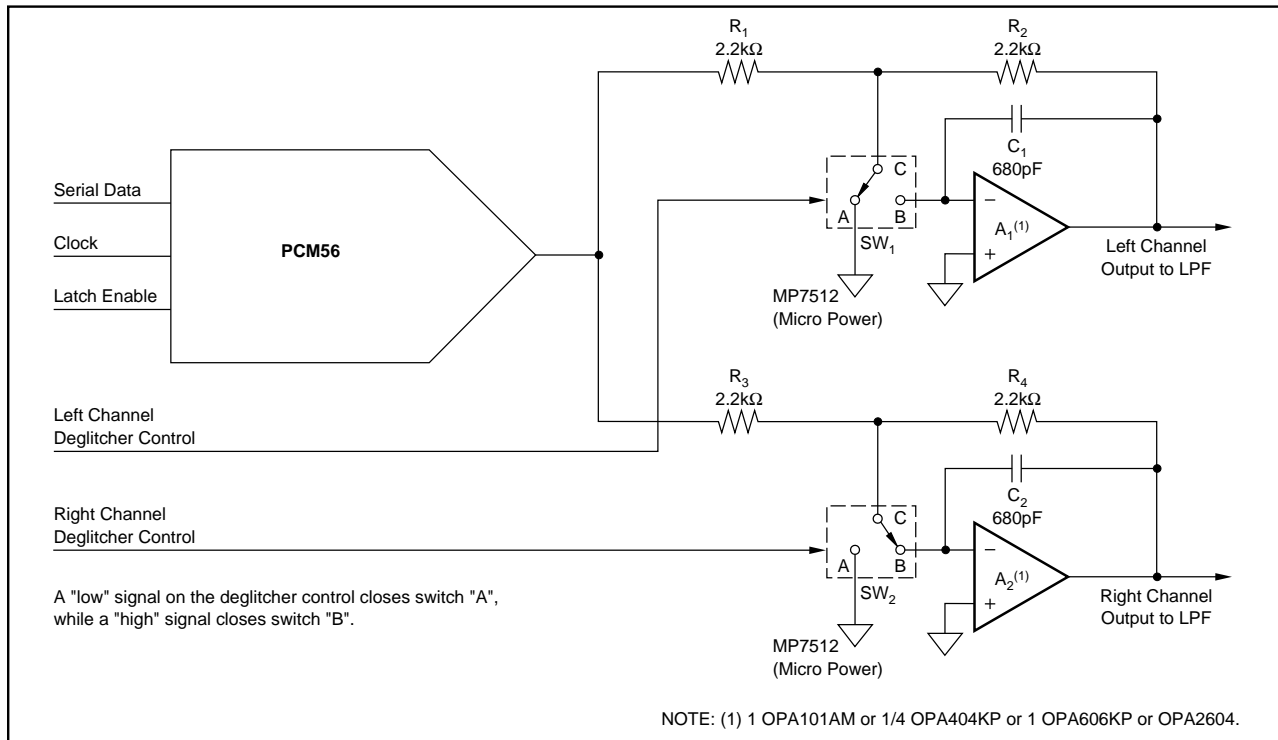 R1
2.2kΩ
R2
2.2kΩ
C1
680pF
Serial Data
Clock
Latch Enable
PCM56
C
A
B
SW1
MP7512
(Micro Power)
–
A1(1)
+
Left Channel
Output to LPF
R3
2.2kΩ
R4
2.2kΩ
Left Channel
Deglitcher Control
C2
680pF
Right Channel
Deglitcher Control
C
A
B
SW2
MP7512
(Micro Power)
–
A2(1)
+
Right Channel
Output to LPF
A "low" signal on the deglitcher control closes switch "A",
while a "high" signal closes switch "B".
NOTE: (1) 1 OPA101AM or 1/4 OPA404KP or 1 OPA606KP or OPA2604.